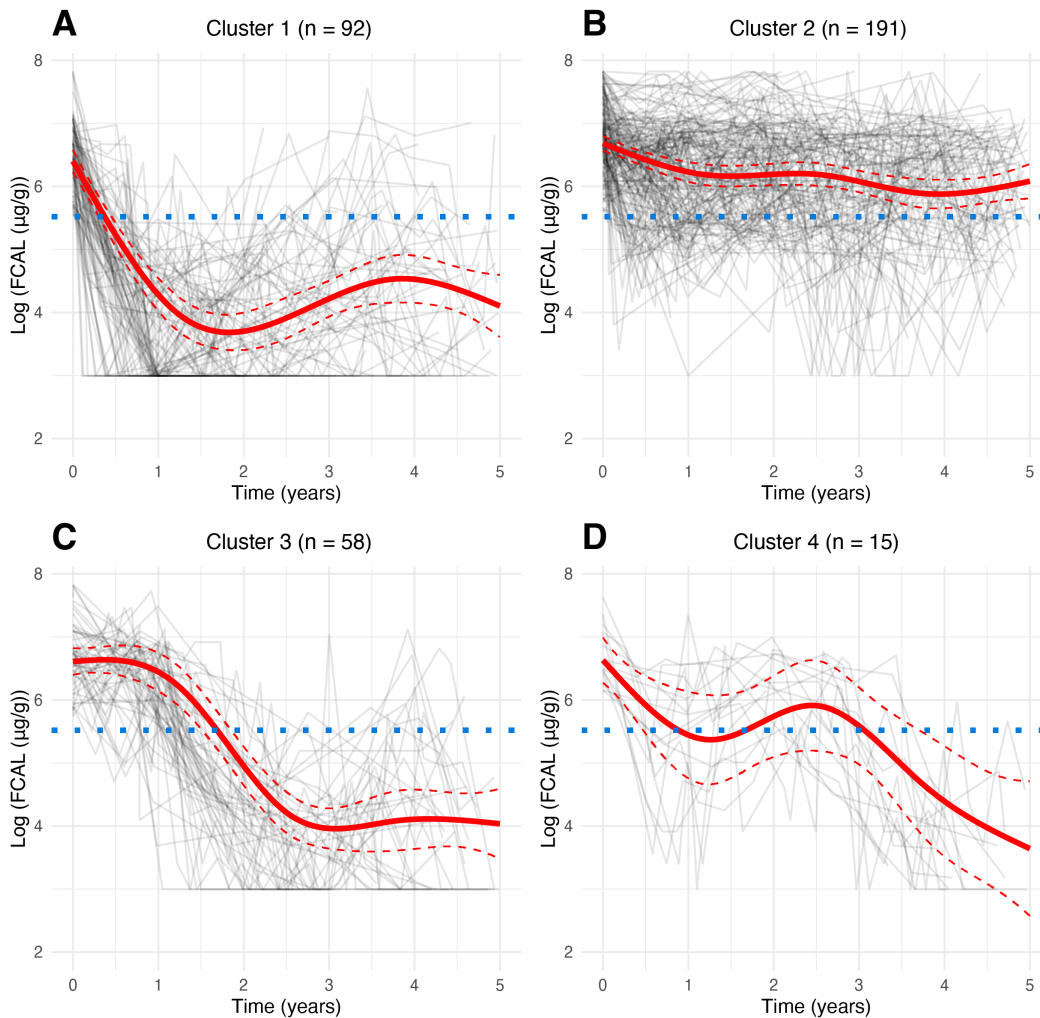 A
Cluster 1 (n = 92)
8
6
4
2
Log (FCAL (µg/g))
0 1 2 3 4 5
Time (years)
B
Cluster 2 (n = 191)
8
6
4
2
Log (FCAL (µg/g))
0 1 2 3 4 5
Time (years)
C
Cluster 3 (n = 58)
8
6
4
2
Log (FCAL (µg/g))
0 1 2 3 4 5
Time (years)
D
Cluster 4 (n = 15)
8
6
4
2
Log (FCAL (µg/g))
0 1 2 3 4 5
Time (years)